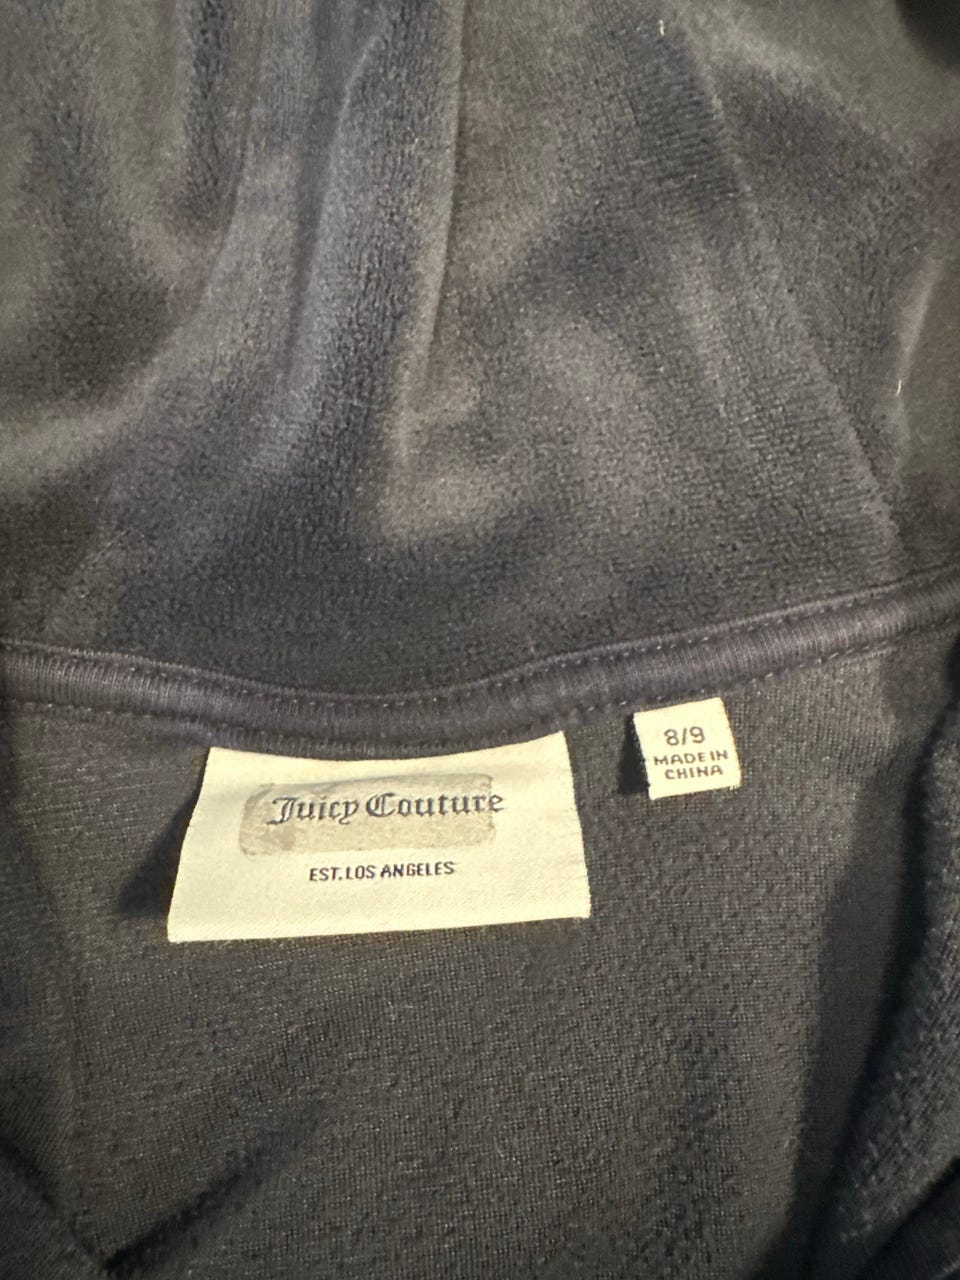 Juicy Couture
EST. LOS ANGELES
8/9
MADE IN
CHINA